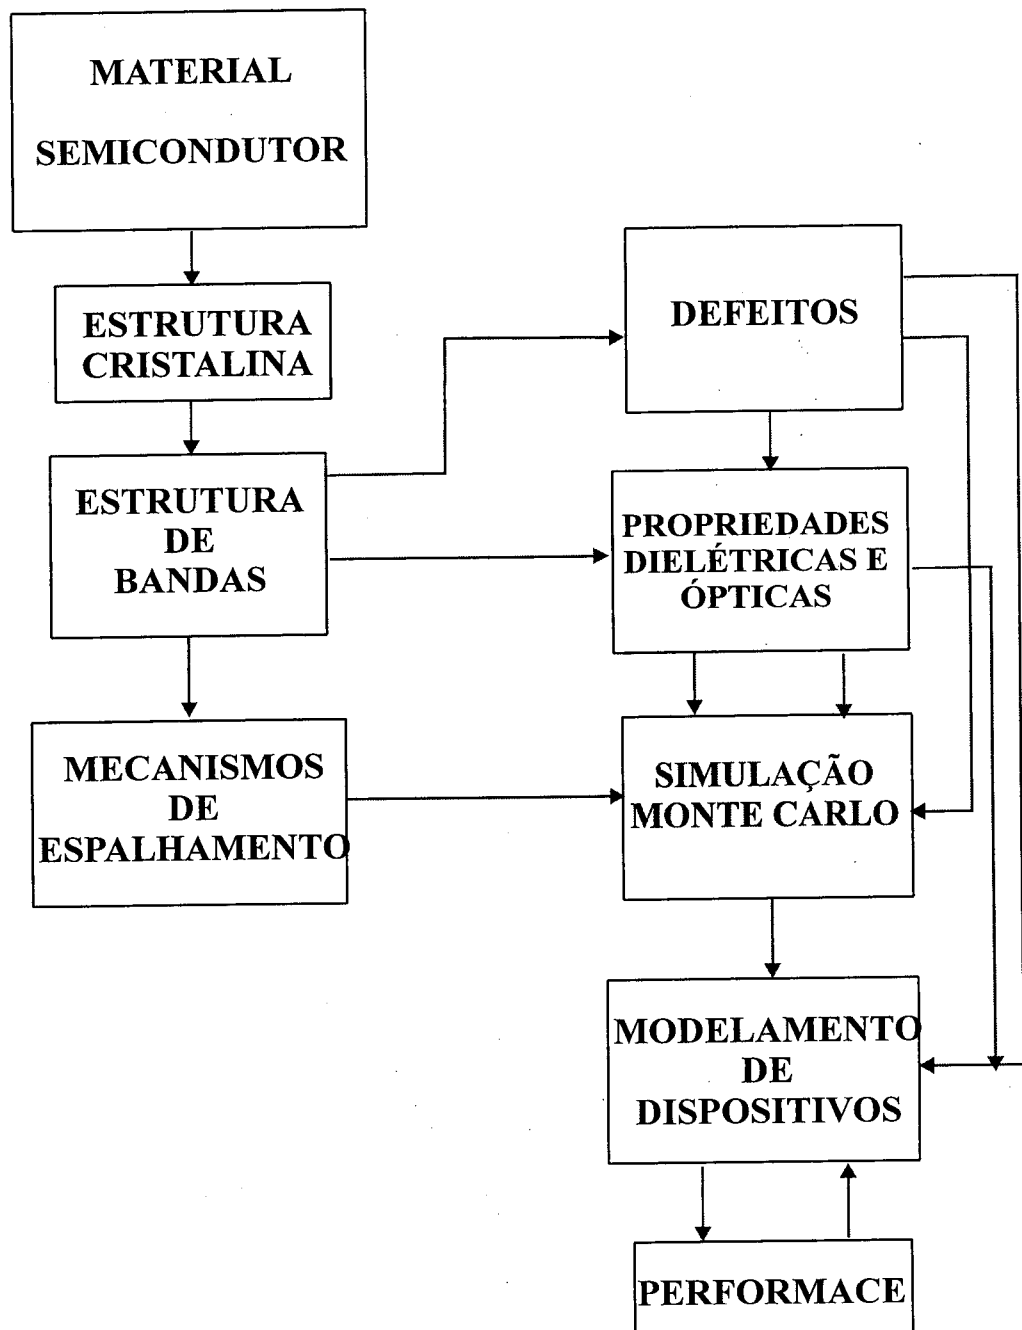 MATERIAL
SEMICONDUTOR
ESTRUTURA
CRISTALINA
ESTRUTURA
DE
BANDAS
MECANISMOS
DE
ESPALHAMENTO
DEFEITOS
PROPRIEDADES
DIELÉTRICAS E
ÓPTICAS
SIMULAÇÃO
MONTE CARLO
MODELAMENTO
DE
DISPOSITIVOS
PERFORMACE